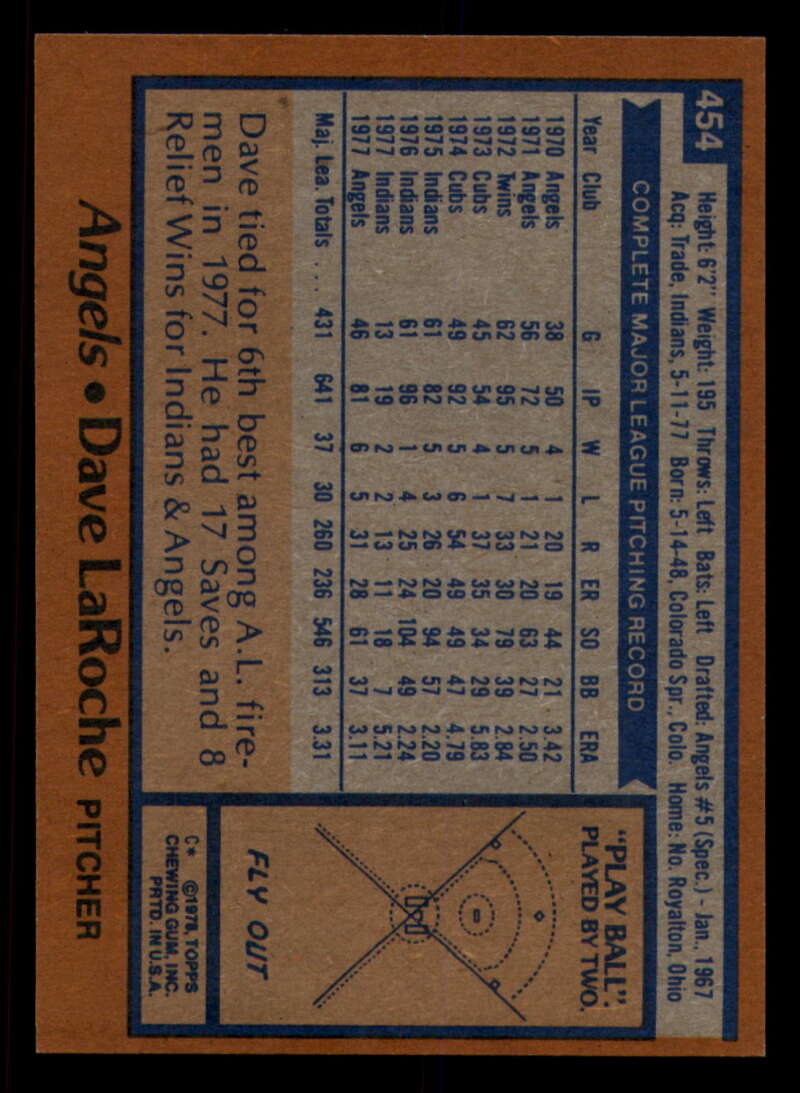 454
Height: 6'2" Weight: 195 Throws: Left Bats: Left Drafted: Angels #5 (Spec.) - Jan., 1967
Acq: Trade, Indians, 5-11-77 Born: 5-14-48, Colorado Spr., Colo. Home: No. Royalton, Ohio
COMPLETE MAJOR LEAGUE PITCHING RECORD
Year Club G IP W L R ER SO BB ERA
1970 Angels 38 50 4 1 20 19 44 21 3.42
1971 Angels 56 72 5 1 21 20 63 27 2.50
1972 Twins 62 95 5 7 33 30 79 39 2.84
1973 Cubs 45 54 4 1 37 35 34 29 5.83
1974 Cubs 49 92 5 6 54 49 49 47 4.79
1975 Indians 61 82 5 3 26 20 94 57 2.20
1976 Indians 61 96 1 4 25 24 104 49 2.24
1977 Indians 13 19 2 2 13 11 18 7 5.21
1977 Angels 46 81 6 5 31 28 61 37 3.11
Maj. Lea. Totals .... 431 641 37 30 260 236 546 313 3.31
Dave tied for 6th best among A.L. fire-
men in 1977. He had 17 Saves and 8
Relief Wins for Indians & Angels.
"PLAY BALL".
PLAYED BY TWO.
FLY OUT
C* ©1978, TOPPS
CHEWING GUM, INC.
PRTD. IN U.S.A.
Angels • Dave LaRoche PITCHER